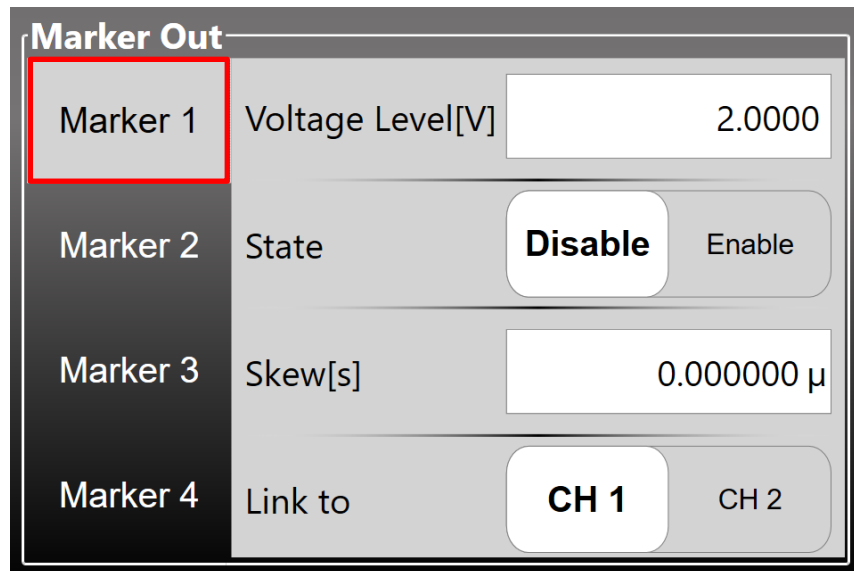 Marker Out
Marker 1 Voltage Level[V] 2.0000
Marker 2 State Disable Enable
Marker 3 Skew[s] 0.000000 µ
Marker 4 Link to CH 1 CH 2